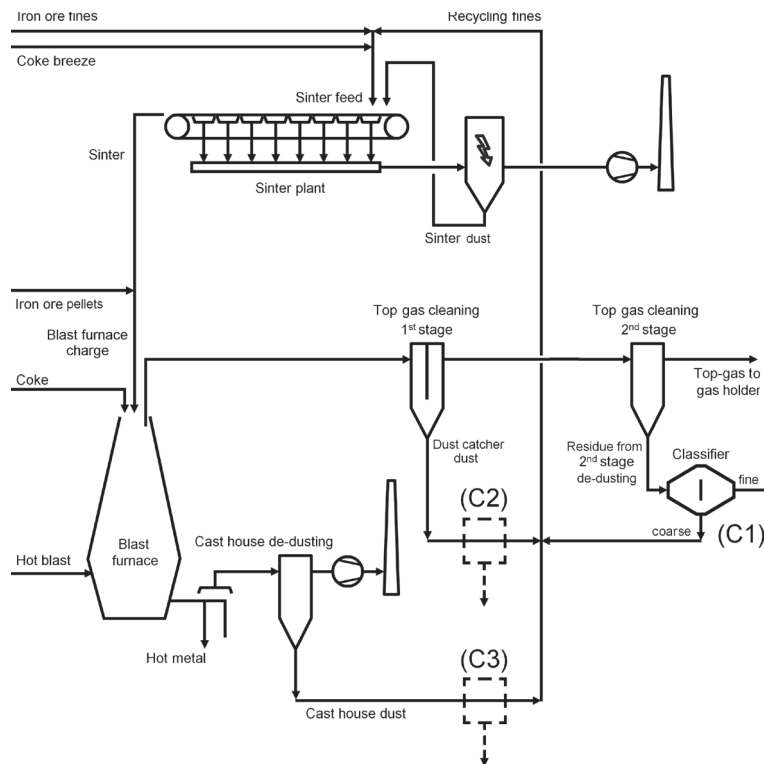 Iron ore fines
Recycling fines
Coke breeze
Sinter feed
Sinter
Sinter plant
Sinter dust
Iron ore pellets
Blast furnace
charge
Top gas cleaning
1st stage
Top gas cleaning
2nd stage
Top-gas to
gas holder
Coke
Dust catcher
dust
Residue from
2nd stage
de-dusting
Classifier
fine
(C2)
coarse
(C1)
Cast house de-dusting
Hot blast
Blast
furnace
Hot metal
(C3)
Cast house dust